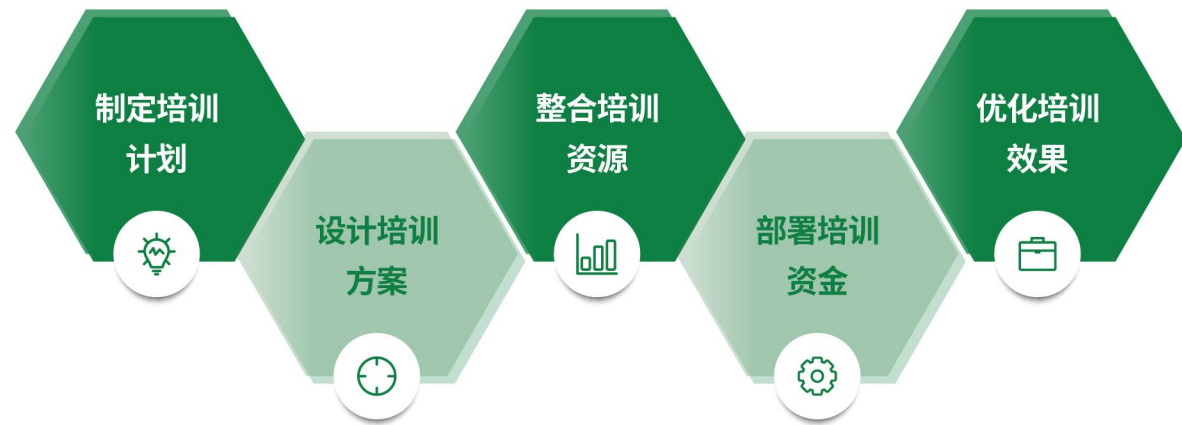 制定培训
计划
设计培训
方案
整合培训
资源
部署培训
资金
优化培训
效果